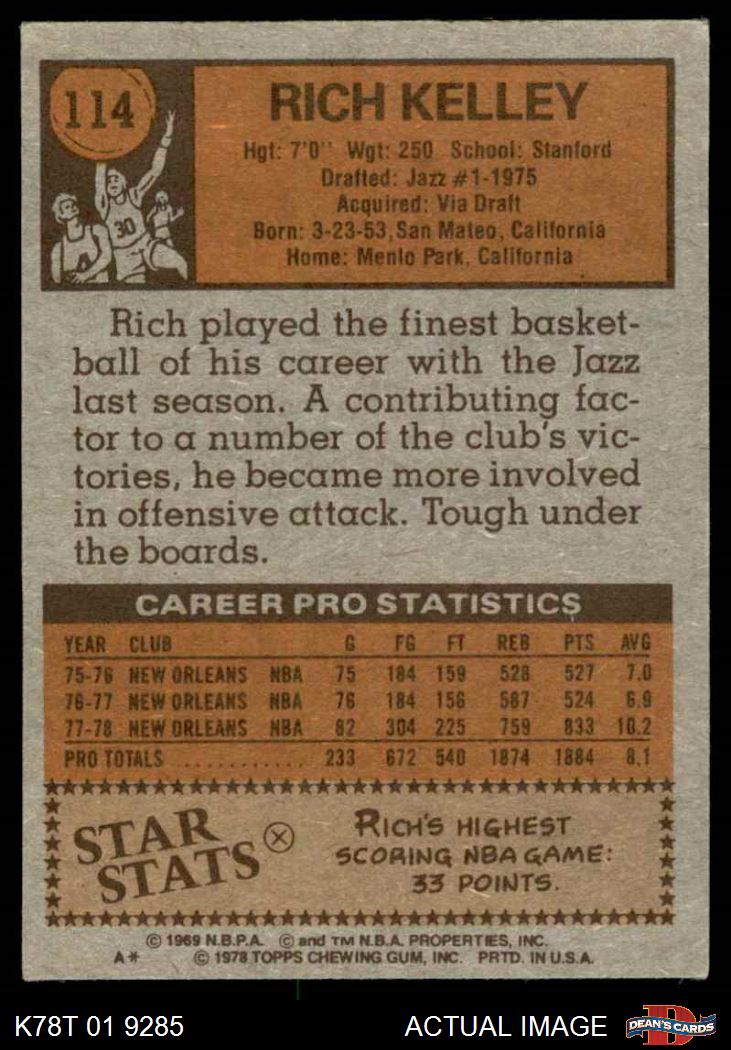 114
RICH KELLEY
Hgt: 7'0" Wgt: 250 School: Stanford
Drafted: Jazz #1-1975
Acquired: Via Draft
Born: 3-23-53, San Mateo, California
Home: Menlo Park, California
30
4
Rich played the finest basket-
ball of his career with the Jazz
last season. A contributing fac-
tor to a number of the club's vic-
tories, he became more involved
in offensive attack. Tough under
the boards.
CAREER PRO STATISTICS
YEAR CLUB G FG FT REB PTS AVG
75-76 NEW ORLEANS NBA 75 184 159 528 527 7.0
76-77 NEW ORLEANS NBA 76 184 156 587 524 6.9
77-78 NEW ORLEANS NBA 82 304 225 759 833 10.2
PRO TOTALS ........... 233 672 540 1874 1884 8.1
STAR STATS
RICH'S HIGHEST
SCORING NBA GAME:
33 POINTS.
© 1969 N.B.P.A. © and TM N.B.A. PROPERTIES, INC.
A* © 1978 TOPPS CHEWING GUM, INC. PRTD. IN U.S.A.
K78T 01 9285 ACTUAL IMAGE
D
DEAN'S CARDS